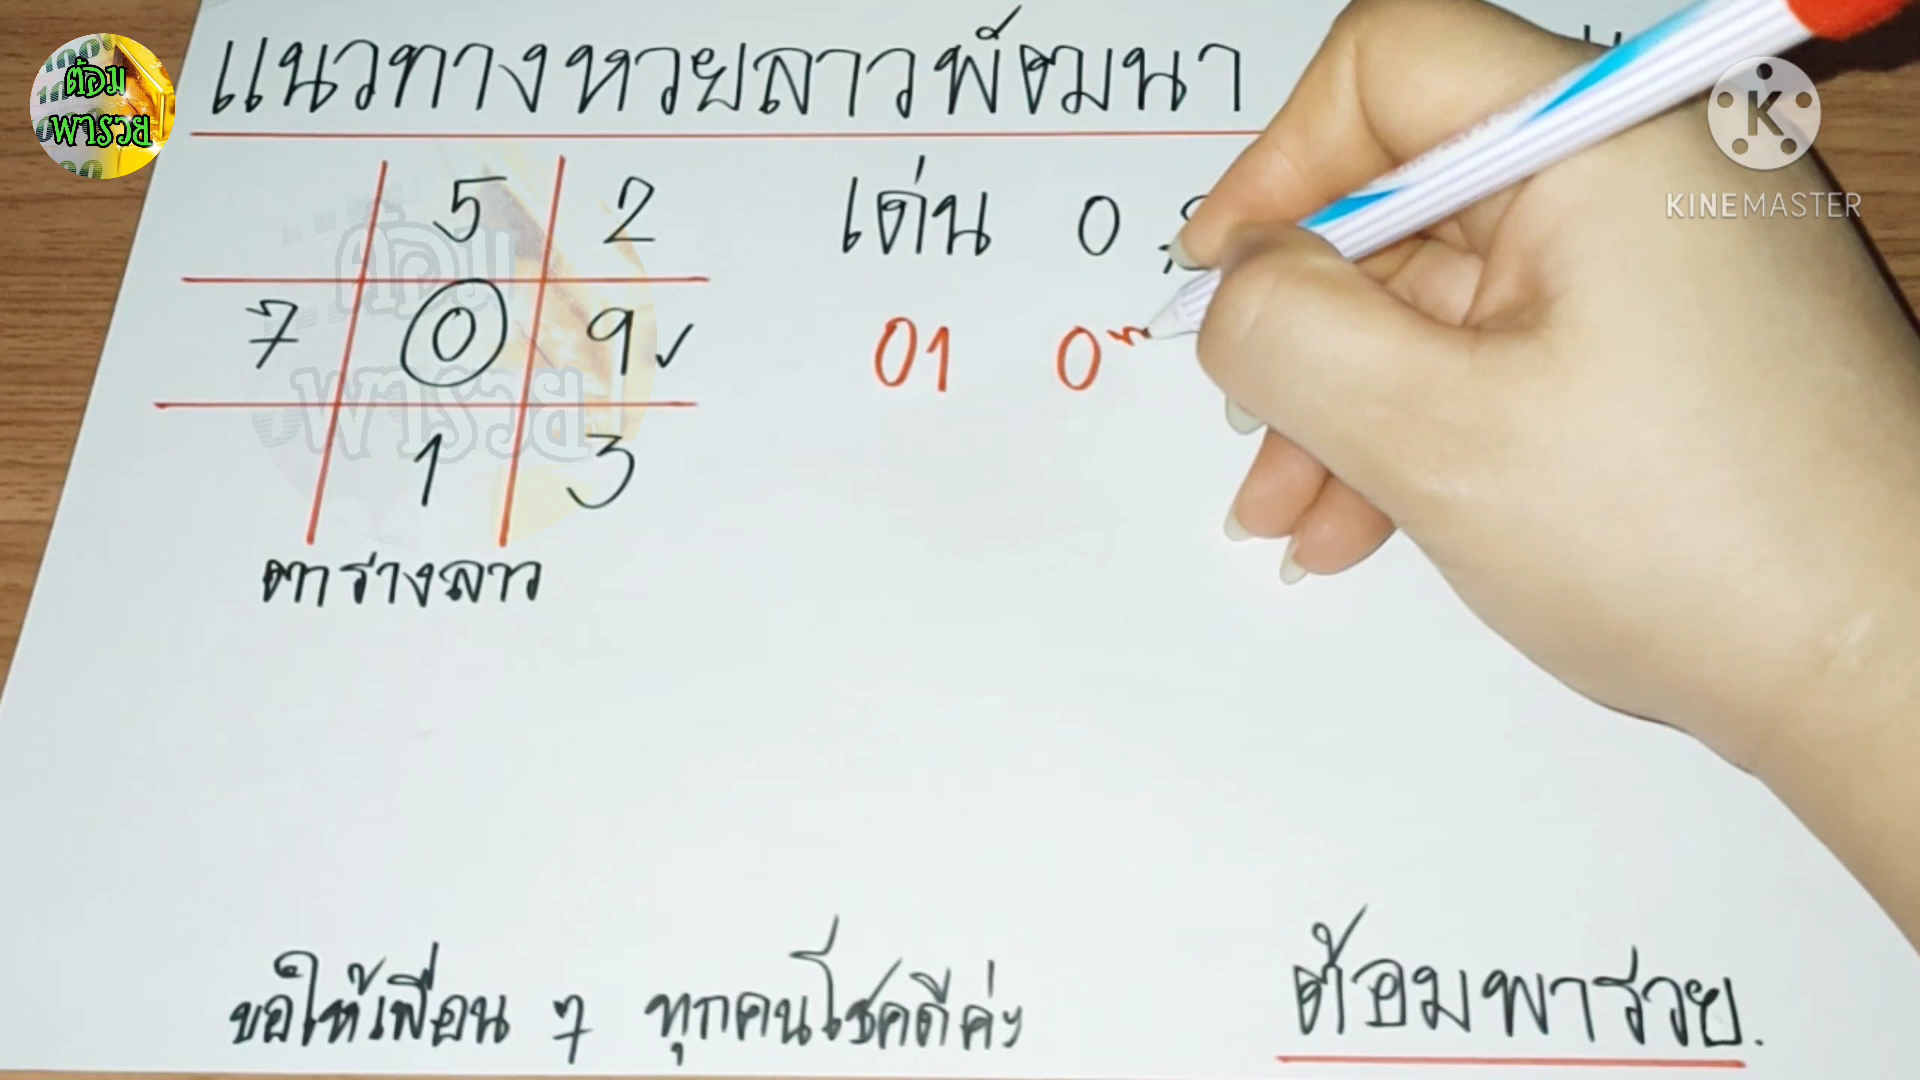 แนวทางหวยลาวพัฒนา
ต้อม
พารวย
KINEMASTER
5 2
เด่น 0
7 0 9 ✓
01 0
1 3
ตารางลาว
ขอให้เพื่อน ๆ ทุกคนโชคดีค่ะ
ต้อมพารวย.